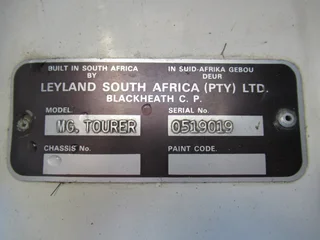 BUILT IN SOUTH AFRICA IN SUID-AFRIKA GEBOU
BY DEUR
LEYLAND SOUTH AFRICA (PTY) LTD.
BLACKHEATH C. P.
MODEL SERIAL No.
MG. TOURER 0519019
CHASSIS No. PAINT CODE.